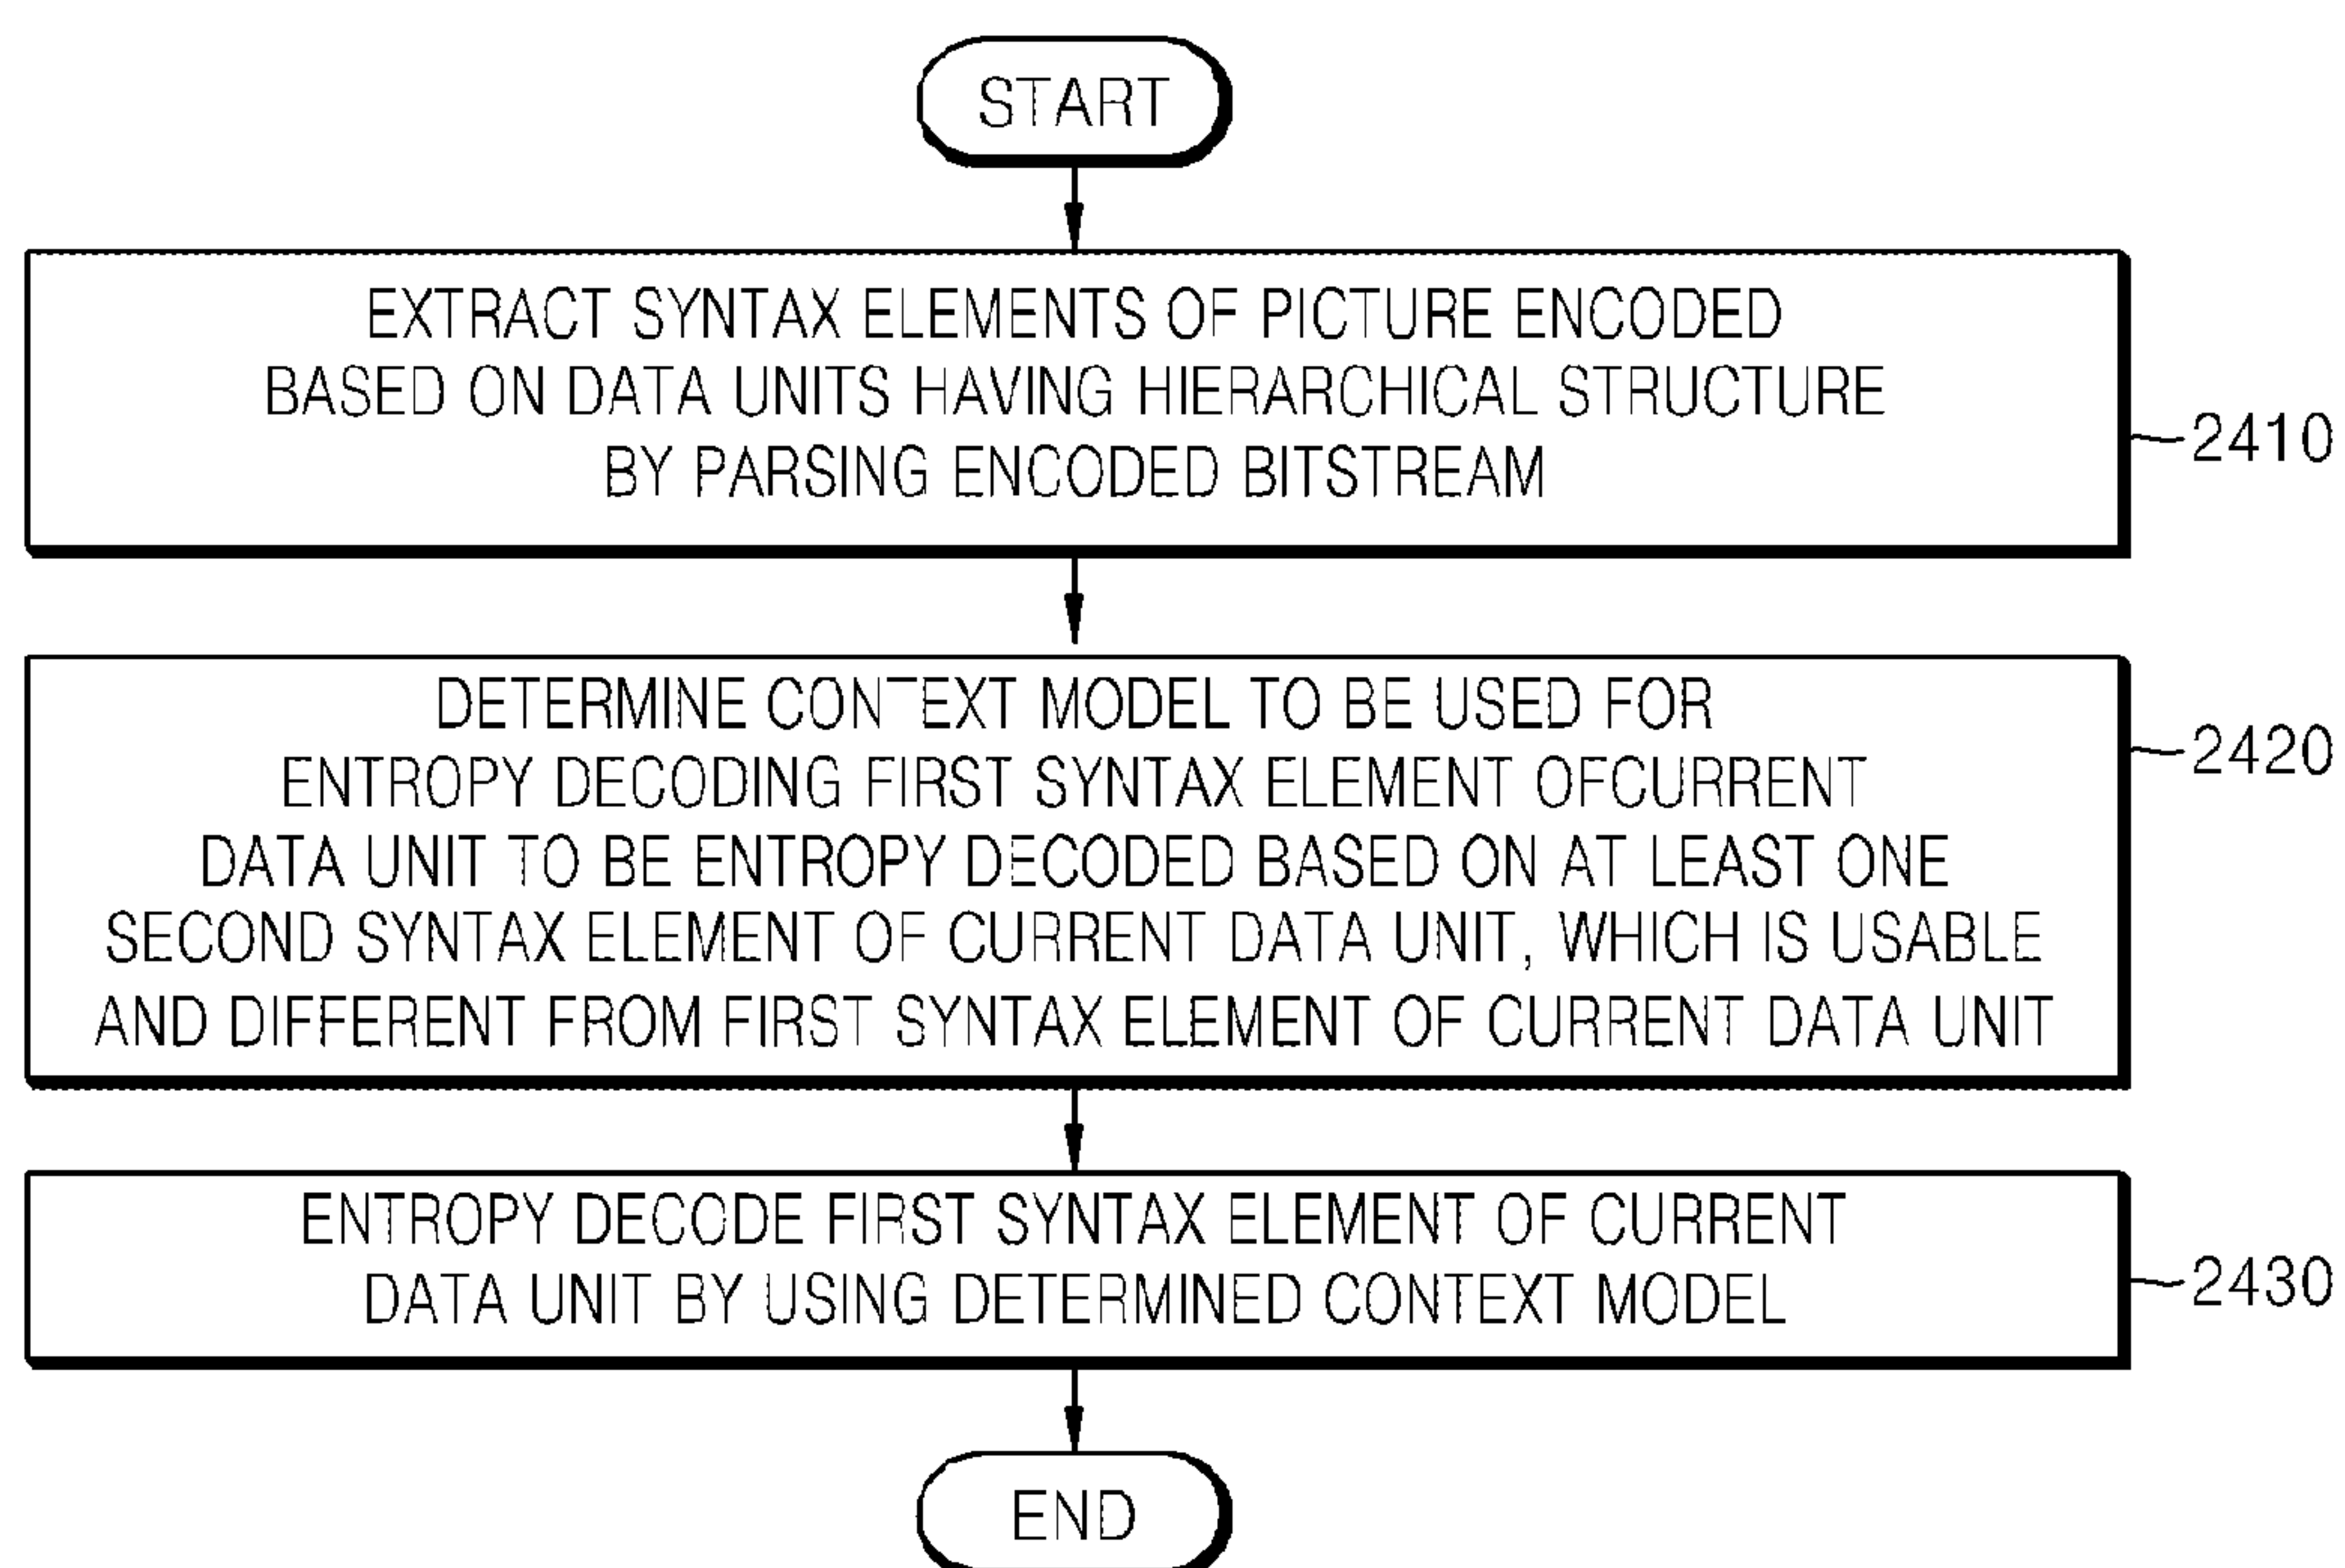 START
EXTRACT SYNTAX ELEMENTS OF PICTURE ENCODED
BASED ON DATA UNITS HAVING HIERARCHICAL STRUCTURE
BY PARSING ENCODED BITSTREAM
2410
DETERMINE CONTEXT MODEL TO BE USED FOR
ENTROPY DECODING FIRST SYNTAX ELEMENT OFCURRENT
DATA UNIT TO BE ENTROPY DECODED BASED ON AT LEAST ONE
SECOND SYNTAX ELEMENT OF CURRENT DATA UNIT, WHICH IS USABLE
AND DIFFERENT FROM FIRST SYNTAX ELEMENT OF CURRENT DATA UNIT
2420
ENTROPY DECODE FIRST SYNTAX ELEMENT OF CURRENT
DATA UNIT BY USING DETERMINED CONTEXT MODEL
2430
END